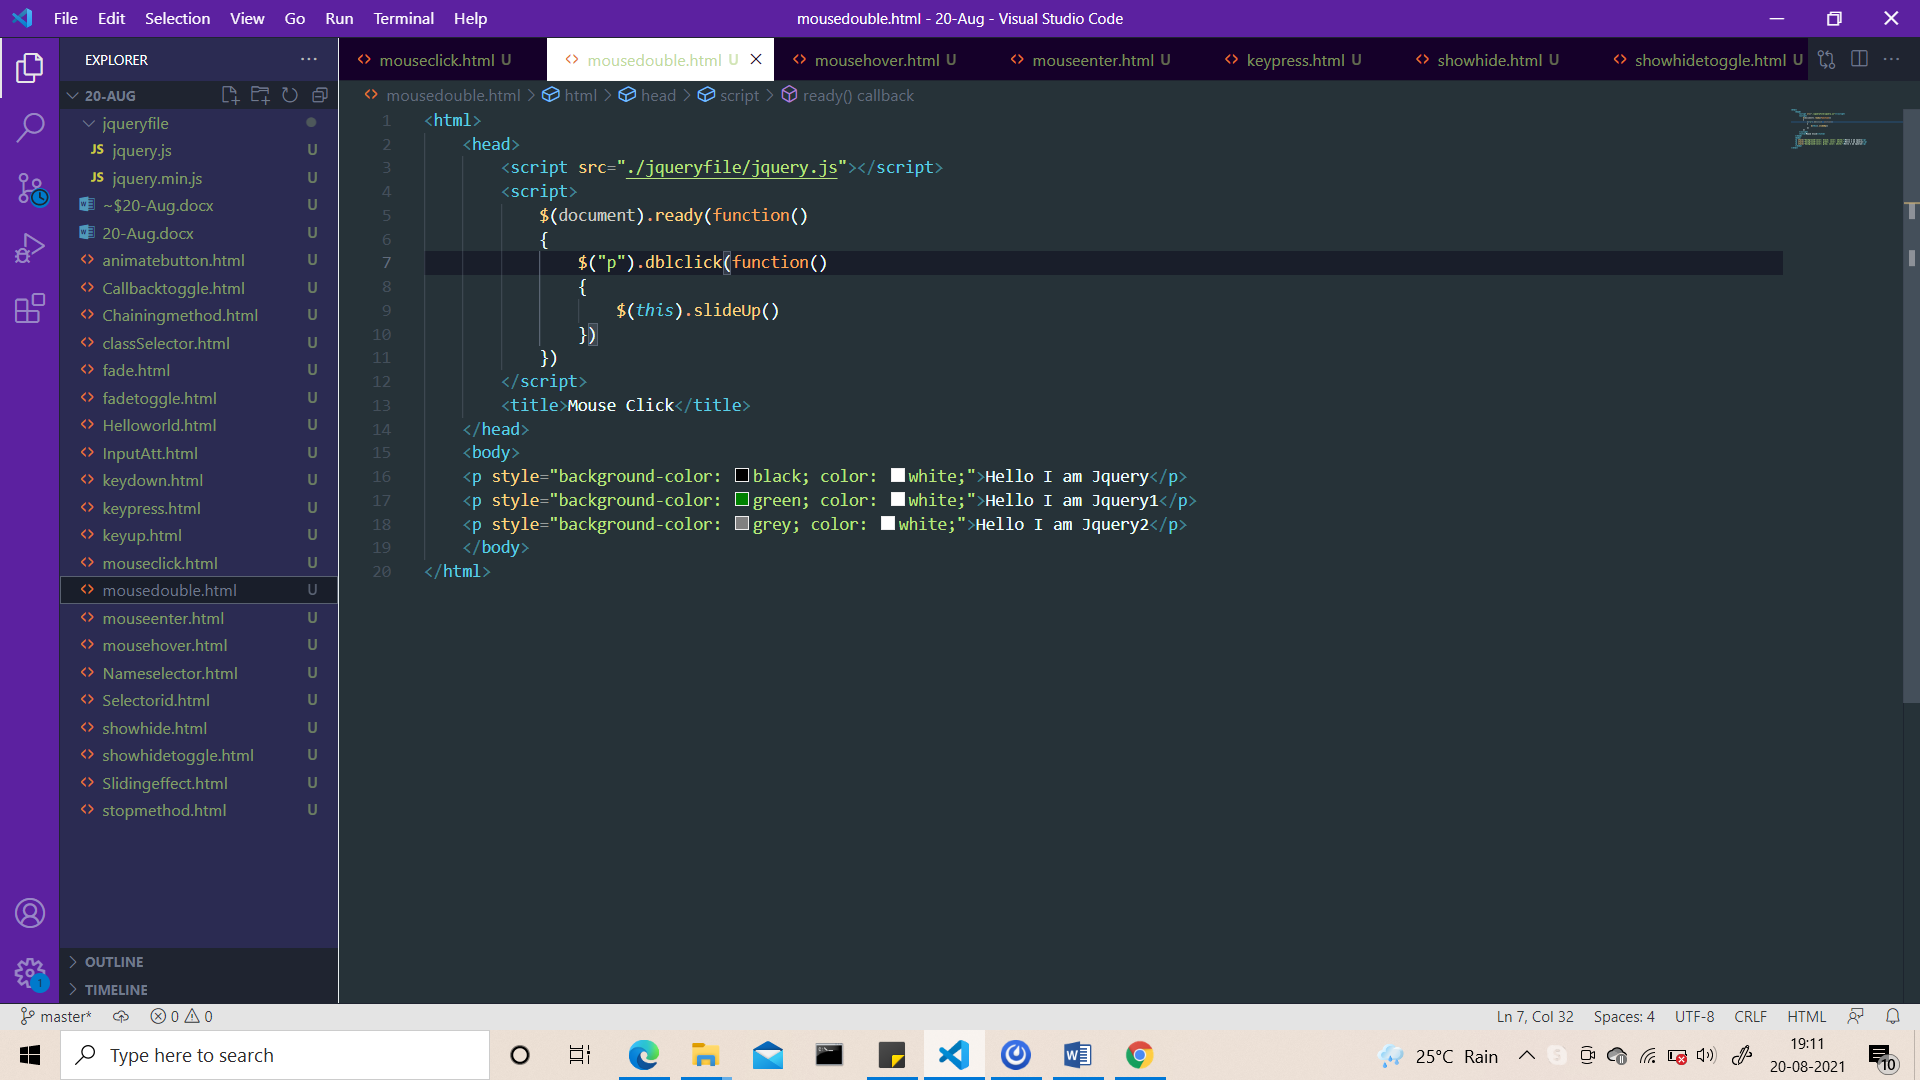 File Edit Selection View Go Run Terminal Help
mousedouble.html - 20-Aug - Visual Studio Code
EXPLORER
mouseclick.html U
mousedouble.html U
mousehover.html U
mouseenter.html U
keypress.html U
showhide.html U
showhidetoggle.html U
20-AUG
mousedouble.html > html > head > script > ready() callback
jqueryfile
JS jquery.js U
JS jquery.min.js U
~$20-Aug.docx U
20-Aug.docx U
animatebutton.html U
Callbacktoggle.html U
Chainingmethod.html U
classSelector.html U
fade.html U
fadetoggle.html U
Helloworld.html U
InputAtt.html U
keydown.html U
keypress.html U
keyup.html U
mouseclick.html U
mousedouble.html U
mouseenter.html U
mousehover.html U
Nameselector.html U
Selectorid.html U
showhide.html U
showhidetoggle.html U
Slidingeffect.html U
stopmethod.html U
OUTLINE
TIMELINE
1 <html>
2 <head>
3 <script src="./jqueryfile/jquery.js"></script>
4 <script>
5 $(document).ready(function()
6 {
7 $("p").dblclick(function()
8 {
9 $(this).slideUp()
10 })
11 })
12 </script>
13 <title>Mouse Click</title>
14 </head>
15 <body>
16 <p style="background-color: black; color: white;">Hello I am Jquery</p>
17 <p style="background-color: green; color: white;">Hello I am Jquery1</p>
18 <p style="background-color: grey; color: white;">Hello I am Jquery2</p>
19 </body>
20 </html>
1
master* 0 0
Ln 7, Col 32 Spaces: 4 UTF-8 CRLF HTML
Type here to search
25°C Rain
19:11
20-08-2021
10